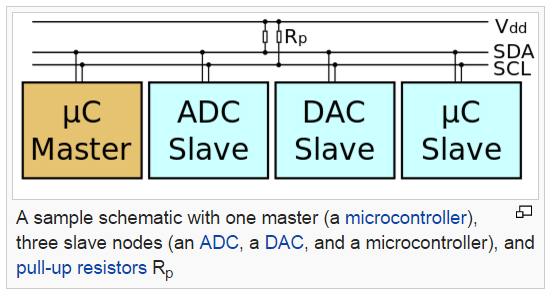 Vdd
Rp
SDA
SCL
µC
Master
ADC
Slave
DAC
Slave
µC
Slave
A sample schematic with one master (a microcontroller),
three slave nodes (an ADC, a DAC, and a microcontroller), and
pull-up resistors Rp